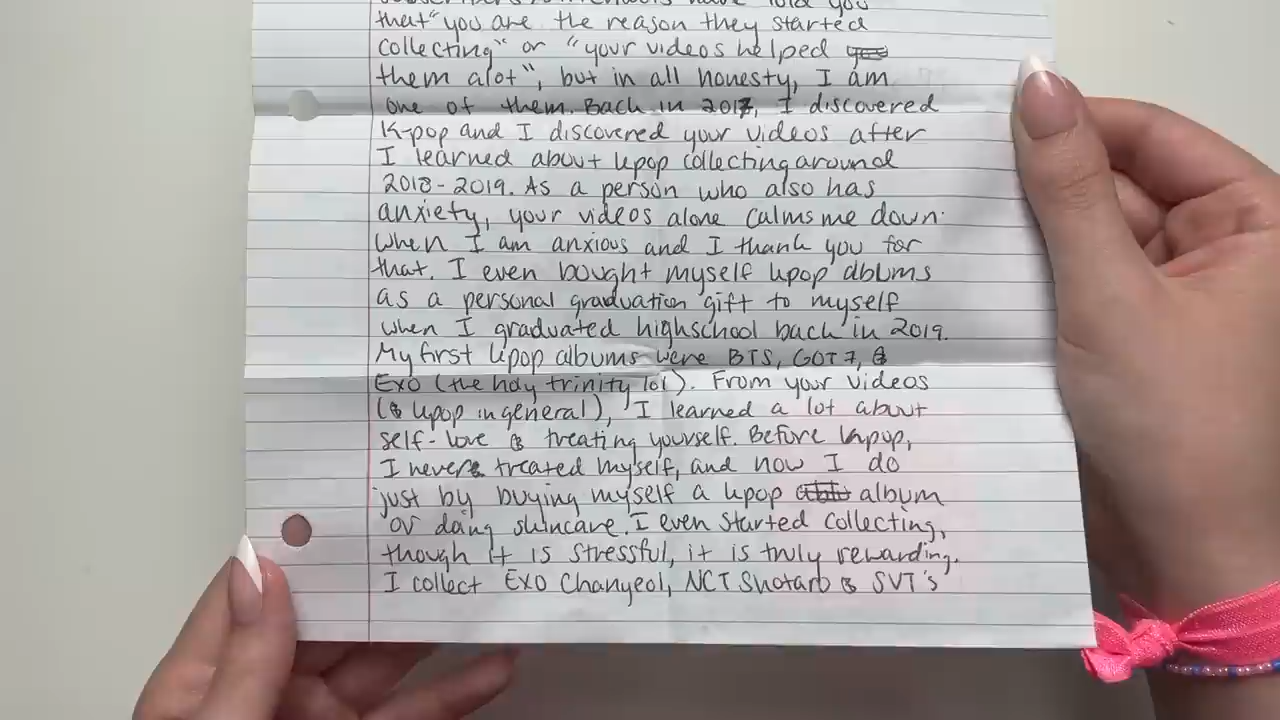 that "you are the reason they started
collecting" or "your videos helped
them alot", but in all honesty, I am
one of them. Back in 2017, I discovered
K-pop and I discovered your videos after
I learned about kpop collecting around
2018-2019. As a person who also has
anxiety, your videos alone calms me down
when I am anxious and I thank you for
that. I even bought myself kpop albums
as a personal graduation gift to myself
when I graduated highschool back in 2019.
My first kpop albums were BTS, GOT7, &
EXO (the holy trinity lol). From your videos
(& kpop in general), I learned a lot about
self-love & treating yourself. Before kpop,
I never treated myself, and now I do
just by buying myself a kpop album
or doing skincare. I even started collecting,
though it is stressful, it is truly rewarding.
I collect EXO Chanyeol, NCT Shotaro & SVT's